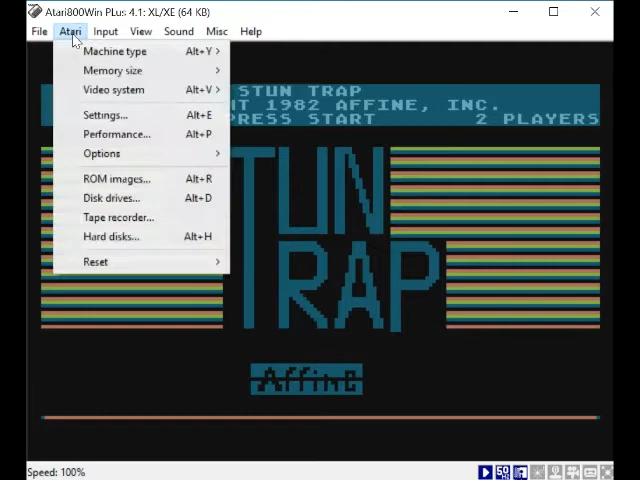 Atari800Win PLus 4.1: XL/XE (64 KB)
File Atari Input View Sound Misc Help
Machine type Alt+Y
Memory size
Video system Alt+V
Settings... Alt+E
Performance... Alt+P
Options
ROM images... Alt+R
Disk drives... Alt+D
Tape recorder...
Hard disks... Alt+H
Reset
STUN TRAP
IT 1982 AFFINE, INC.
PRESS START 2 PLAYERS
TUN
TRAP
Affine
Speed: 100%
50